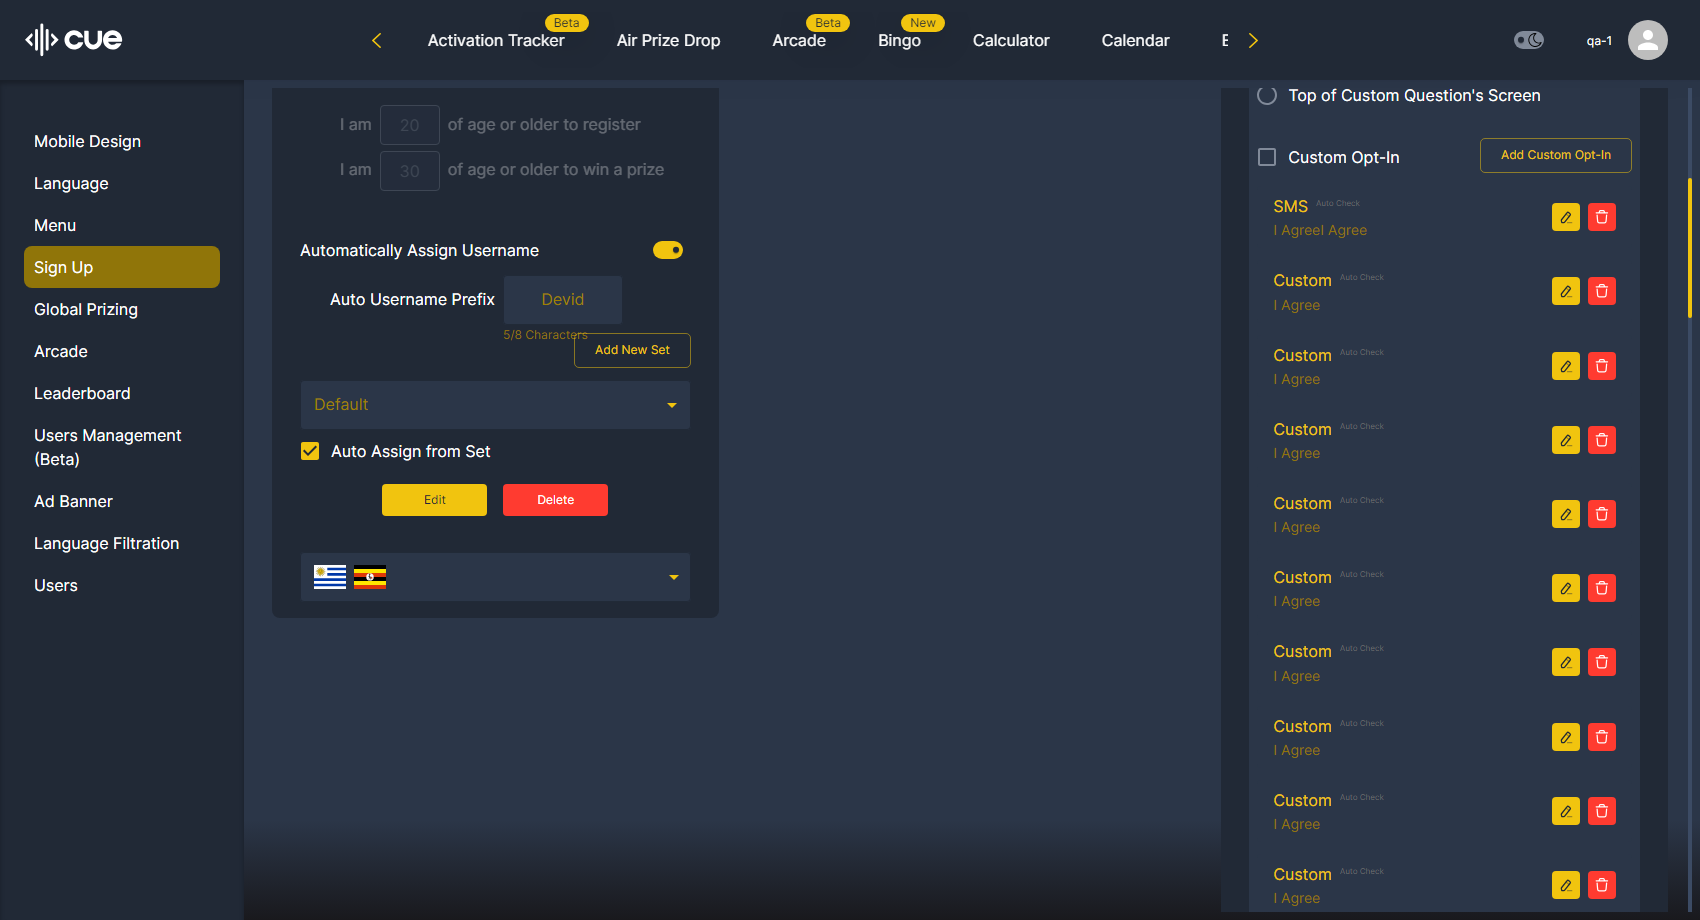 cue
Activation Tracker
Beta
Air Prize Drop
Arcade
Beta
Bingo
New
Calculator
Calendar
qa-1
Mobile Design
Language
Menu
Sign Up
Global Prizing
Arcade
Leaderboard
Users Management
(Beta)
Ad Banner
Language Filtration
Users
I am 20 of age or older to register
I am 30 of age or older to win a prize
Automatically Assign Username
Auto Username Prefix Devid
5/8 Characters
Add New Set
Default
Auto Assign from Set
Edit Delete
Top of Custom Question's Screen
Custom Opt-In Add Custom Opt-In
SMS Auto Check
I AgreeI Agree
Custom Auto Check
I Agree
Custom Auto Check
I Agree
Custom Auto Check
I Agree
Custom Auto Check
I Agree
Custom Auto Check
I Agree
Custom Auto Check
I Agree
Custom Auto Check
I Agree
Custom Auto Check
I Agree
Custom Auto Check
I Agree